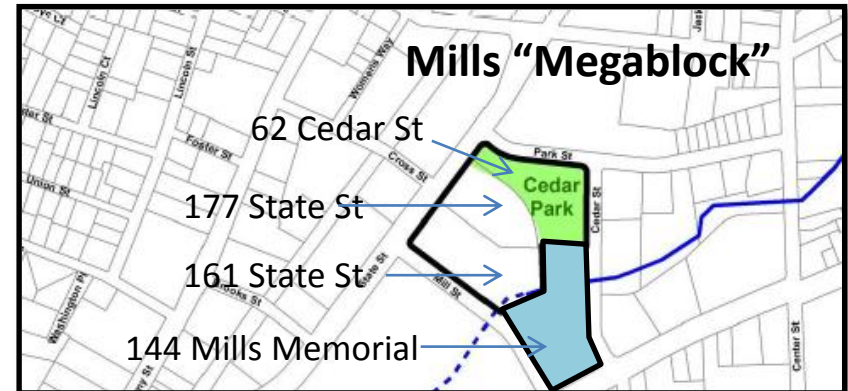 Mills “Megablock”
62 Cedar St
177 State St
161 State St
144 Mills Memorial
Cedar
Park
Park St
Cedar St
Cross St
State St
Mill St
Womens Way
Lincoln Ct
Lincoln St
Foster St
Union St
Washington Pl
Center St